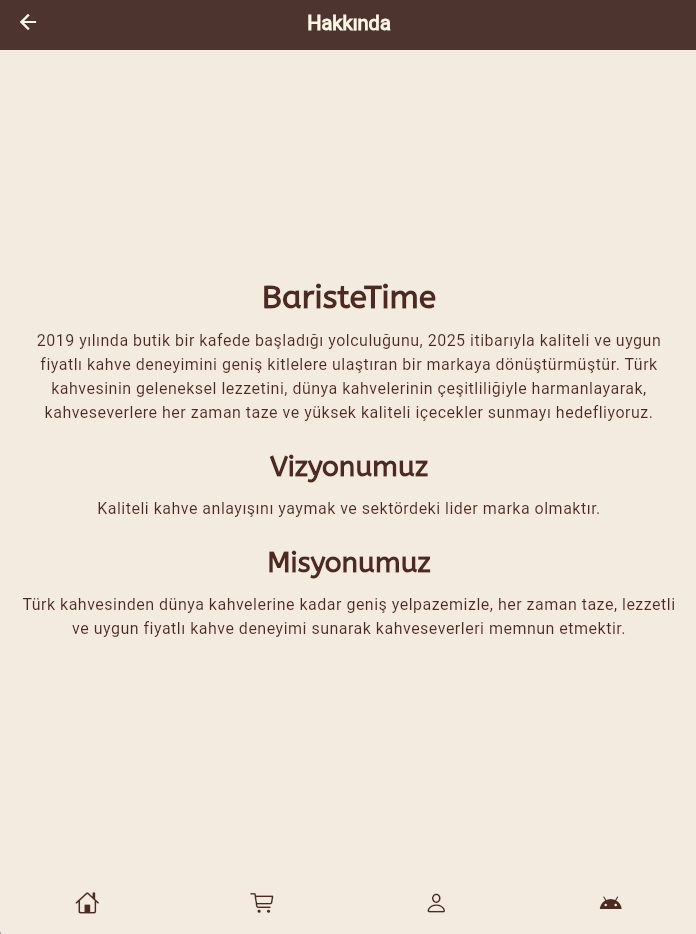 Hakkında
BaristeTime
2019 yılında butik bir kafede başladığı yolculuğunu, 2025 itibarıyla kaliteli ve uygun
fiyatlı kahve deneyimini geniş kitlelere ulaştıran bir markaya dönüştürmüştür. Türk
kahvesinin geleneksel lezzetini, dünya kahvelerinin çeşitliliğiyle harmanlayarak,
kahveseverlere her zaman taze ve yüksek kaliteli içecekler sunmayı hedefliyoruz.
Vizyonumuz
Kaliteli kahve anlayışını yaymak ve sektördeki lider marka olmaktır.
Misyonumuz
Türk kahvesinden dünya kahvelerine kadar geniş yelpazemizle, her zaman taze, lezzetli
ve uygun fiyatlı kahve deneyimi sunarak kahveseverleri memnun etmektir.